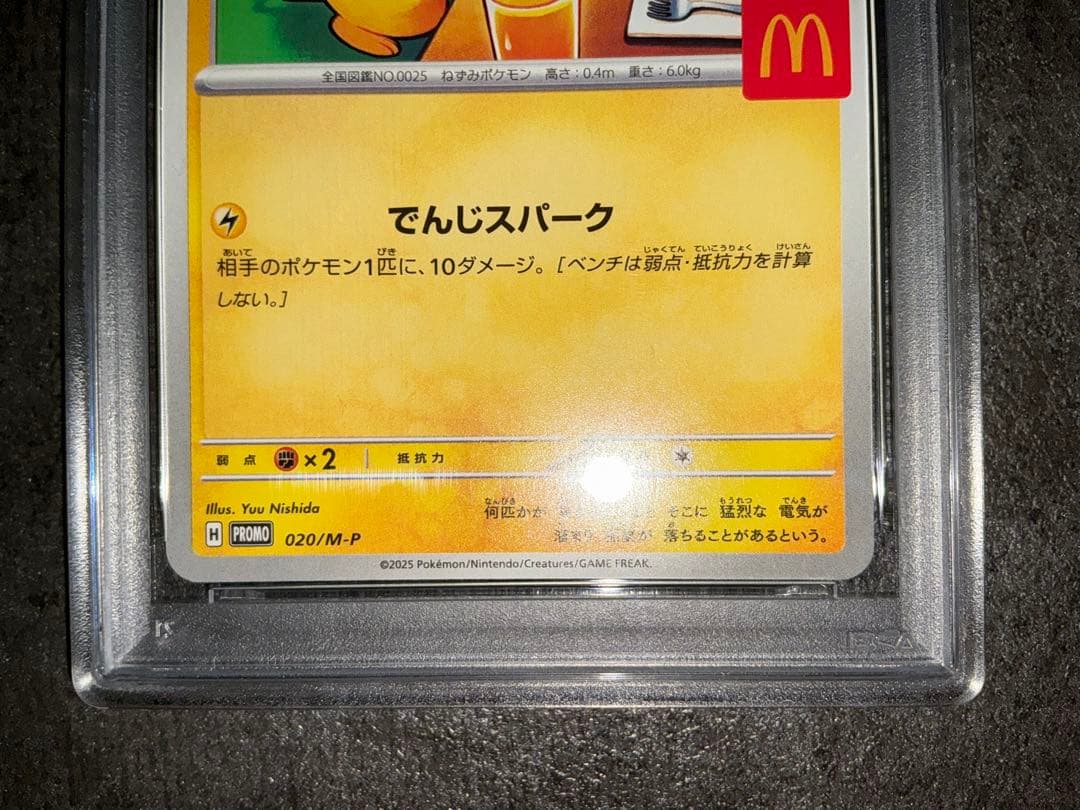 全国図鑑NO.0025 ねずみポケモン 高さ:0.4m 重さ:6.0kg
でんじスパーク
相手のポケモン1匹に、10ダメージ。[ベンチは弱点・抵抗力を計算
しない。]
弱点 ×2 抵抗力
Illus. Yuu Nishida
何匹か そこに 猛烈な 電気が
落ちることがあるという。
H PROMO 020/M-P
©2025 Pokémon/Nintendo/Creatures/GAME FREAK.
PSA